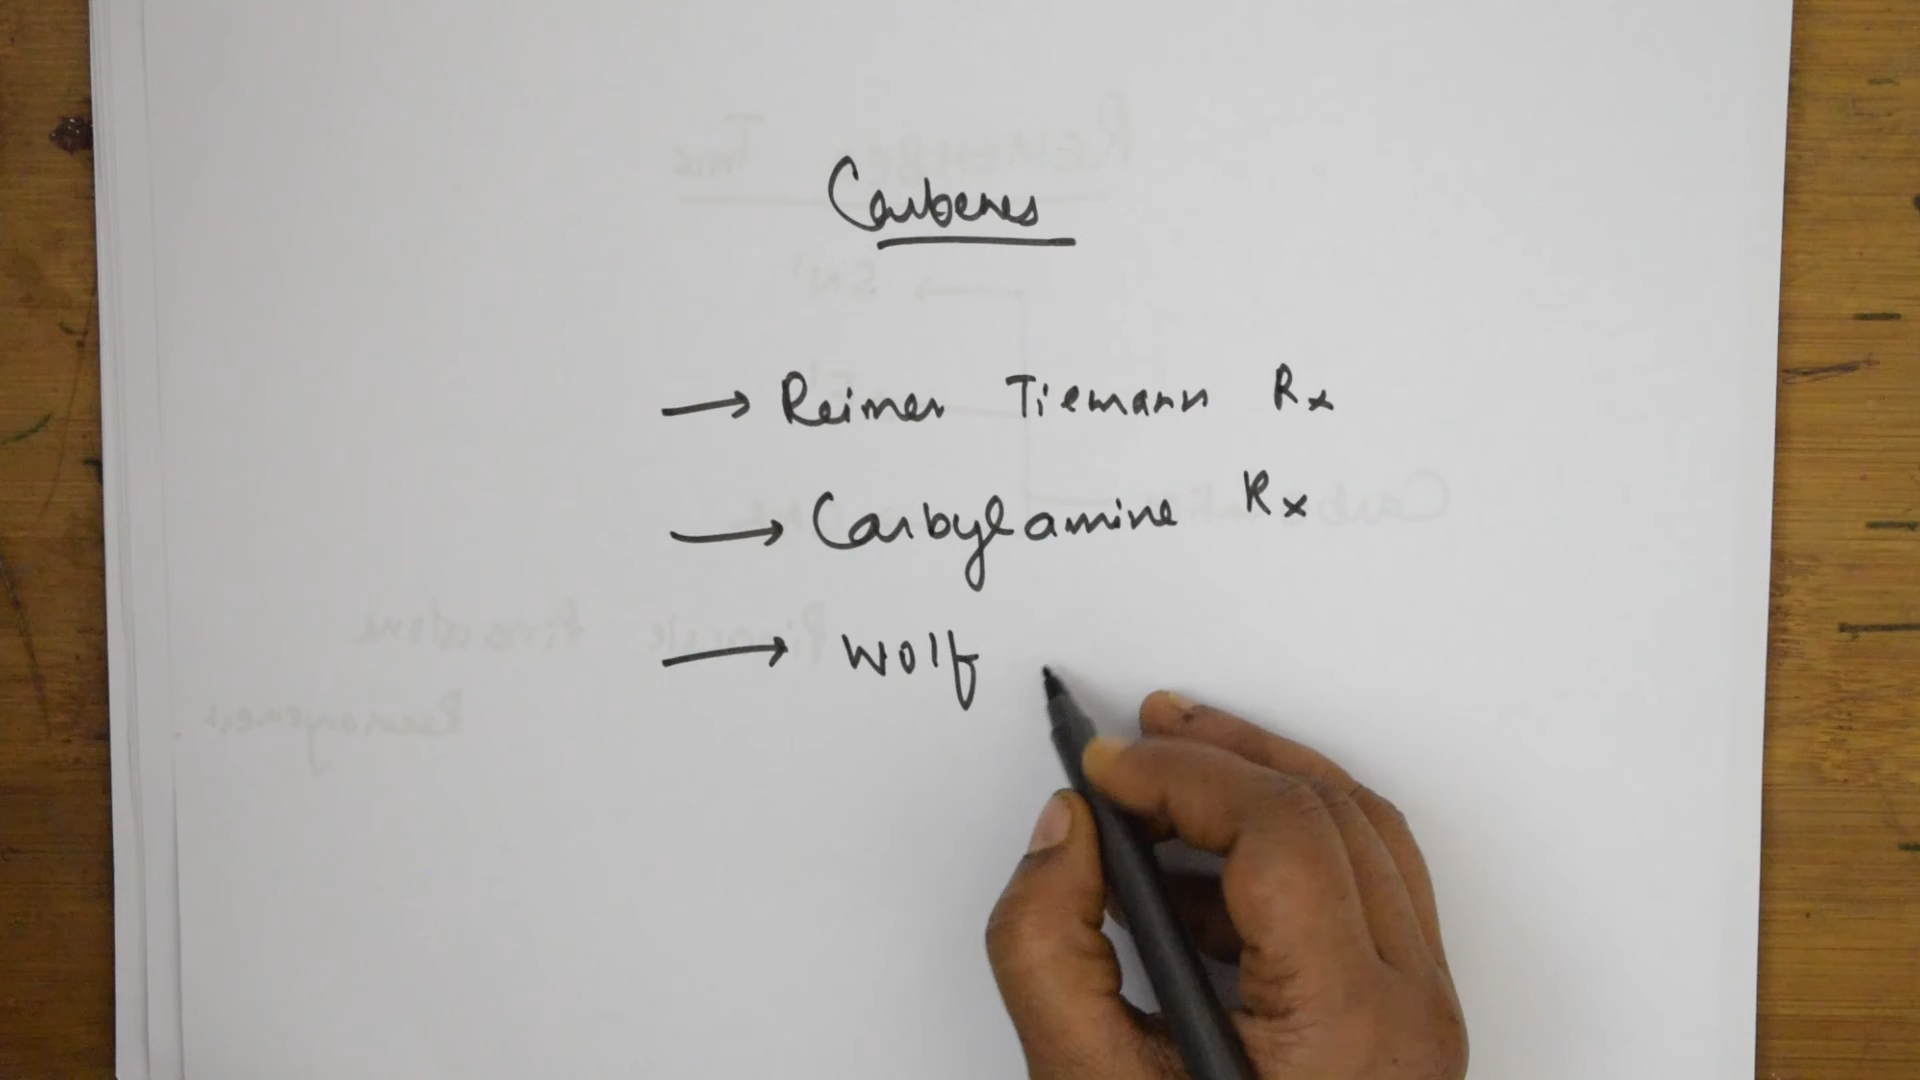 Carbenes
→ Reimer Tiemann Rx
→ Carbylamine Rx
→ Wolf